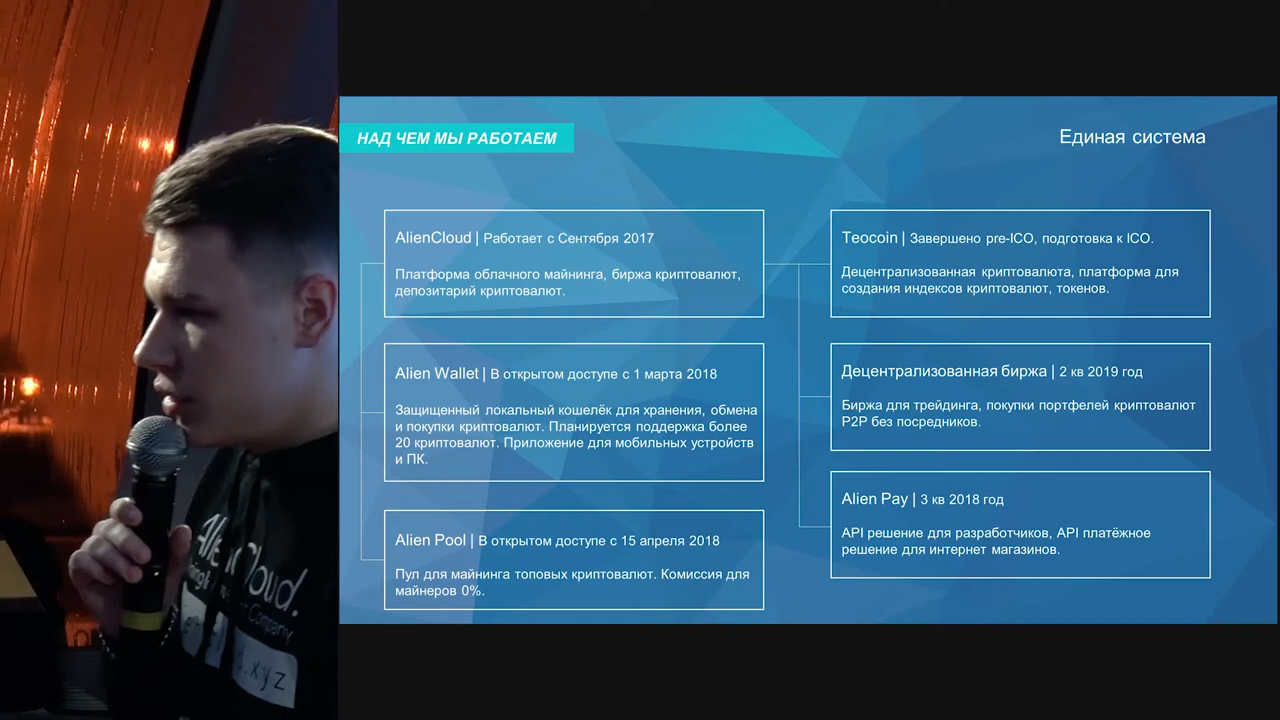 НАД ЧЕМ МЫ РАБОТАЕМ
Единая система
AlienCloud | Работает с Сентября 2017
Платформа облачного майнинга, биржа криптовалют,
депозитарий криптовалют.
Alien Wallet | В открытом доступе с 1 марта 2018
Защищенный локальный кошелёк для хранения, обмена
и покупки криптовалют. Планируется поддержка более
20 криптовалют. Приложение для мобильных устройств
и ПК.
Alien Pool | В открытом доступе с 15 апреля 2018
Пул для майнинга топовых криптовалют. Комиссия для
майнеров 0%.
Teocoin | Завершено pre-ICO, подготовка к ICO.
Децентрализованная криптовалюта, платформа для
создания индексов криптовалют, токенов.
Децентрализованная биржа | 2 кв 2019 год
Биржа для трейдинга, покупки портфелей криптовалют
P2P без посредников.
Alien Pay | 3 кв 2018 год
API решение для разработчиков, API платёжное
решение для интернет магазинов.
Cloud.
Company
.xyz